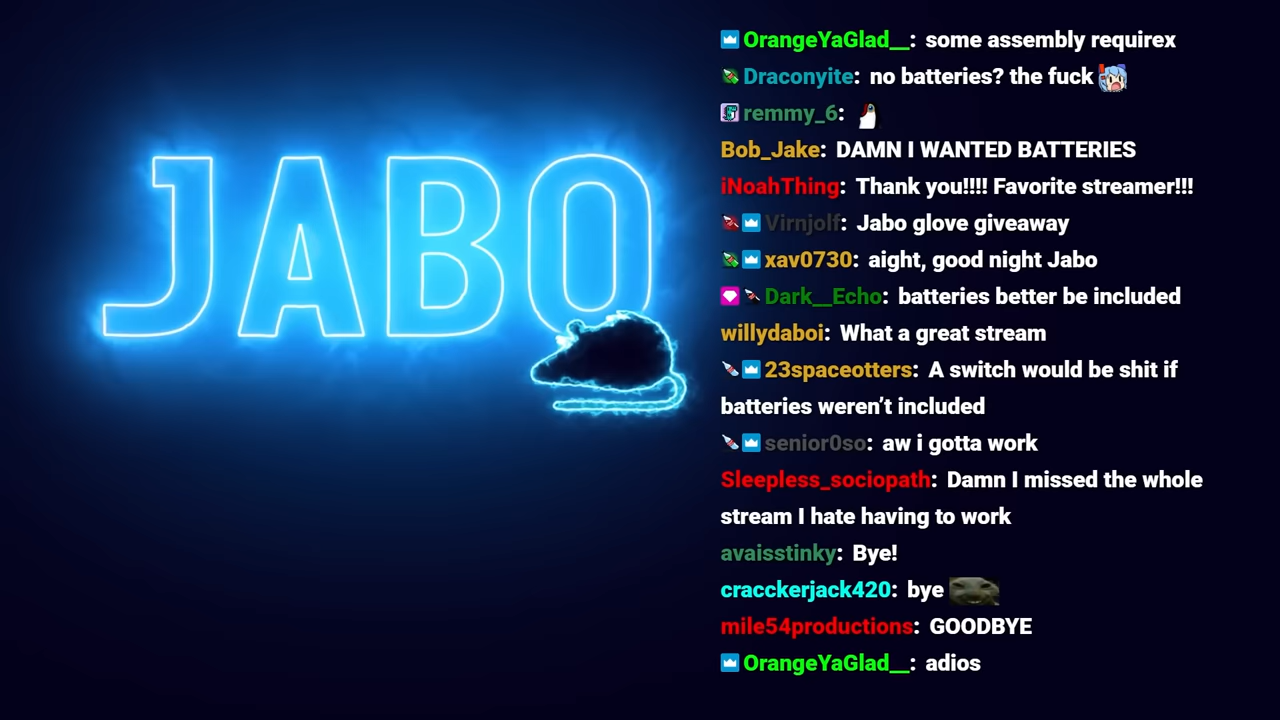 JABO
OrangeYaGlad__: some assembly requirex
Draconyite: no batteries? the fuck
remmy_6:
Bob_Jake: DAMN I WANTED BATTERIES
iNoahThing: Thank you!!!! Favorite streamer!!!
Virnjolf: Jabo glove giveaway
xav0730: aight, good night Jabo
Dark__Echo: batteries better be included
willydaboi: What a great stream
23spaceotters: A switch would be shit if
batteries weren’t included
senior0so: aw i gotta work
Sleepless_sociopath: Damn I missed the whole
stream I hate having to work
avaisstinky: Bye!
cracckerjack420: bye
mile54productions: GOODBYE
OrangeYaGlad__: adios